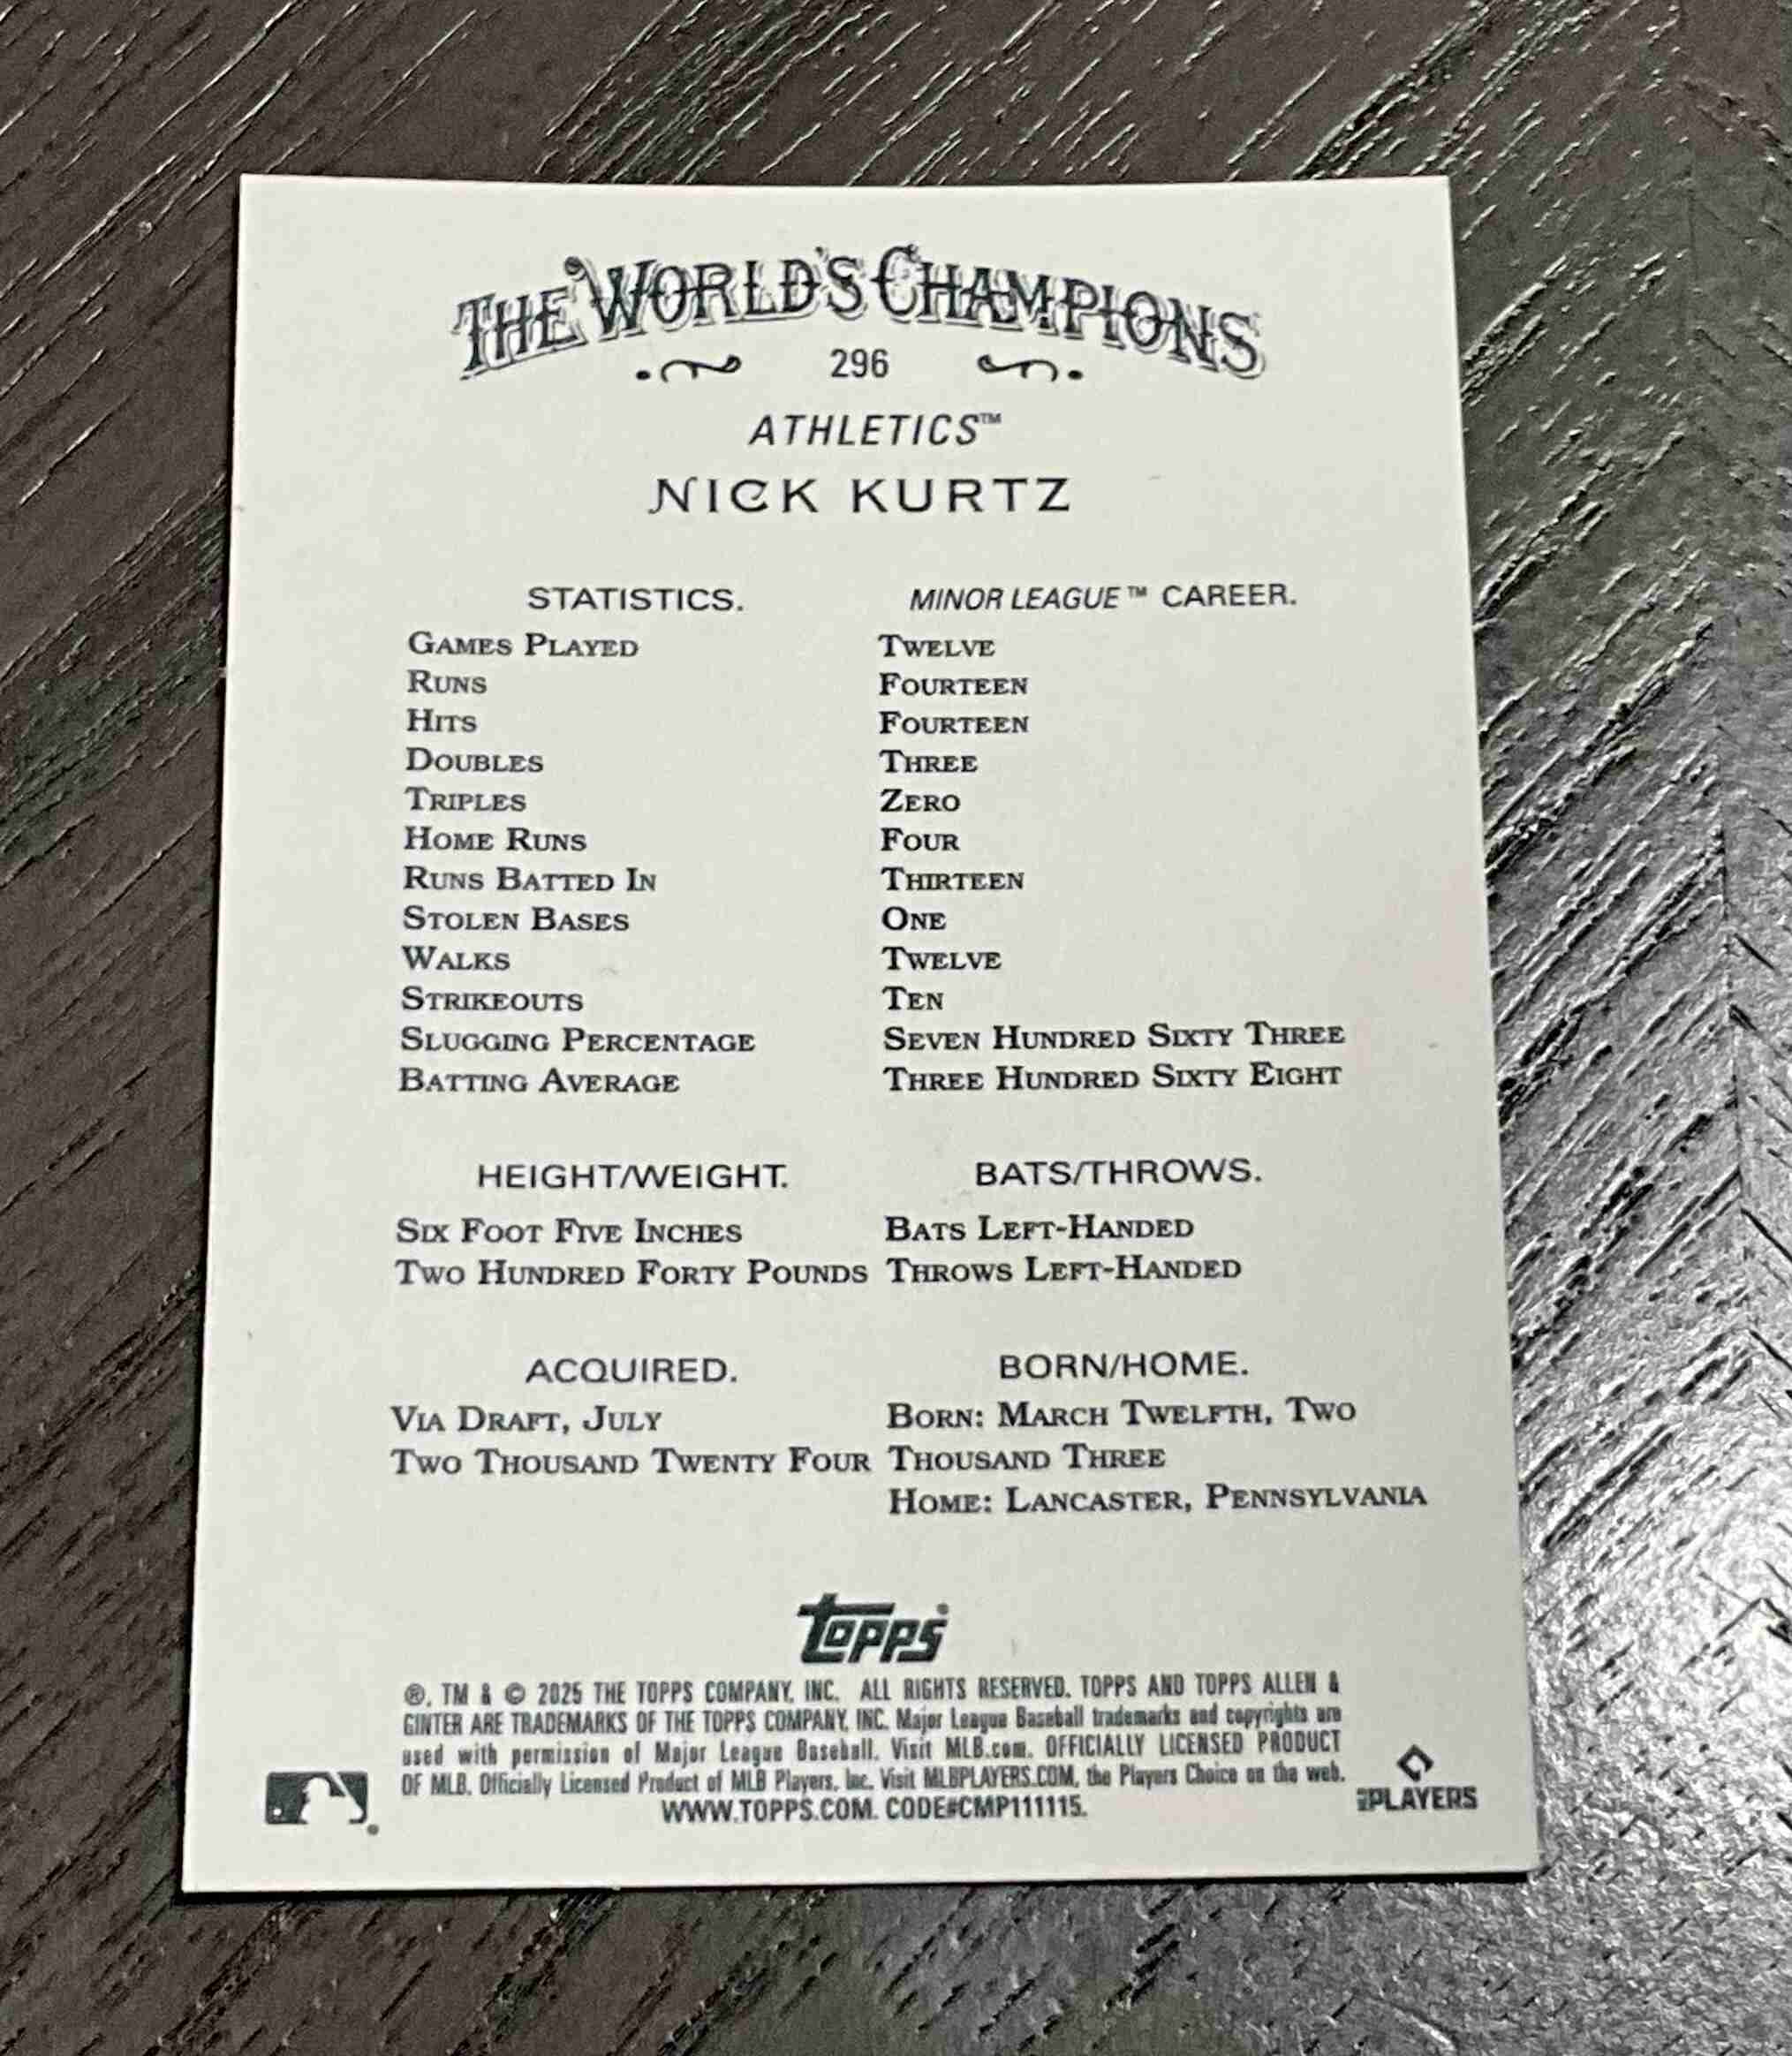 THE WORLD'S CHAMPIONS
296
ATHLETICS™
NICK KURTZ
STATISTICS. MINOR LEAGUE™ CAREER.
GAMES PLAYED TWELVE
RUNS FOURTEEN
HITS FOURTEEN
DOUBLES THREE
TRIPLES ZERO
HOME RUNS FOUR
RUNS BATTED IN THIRTEEN
STOLEN BASES ONE
WALKS TWELVE
STRIKEOUTS TEN
SLUGGING PERCENTAGE SEVEN HUNDRED SIXTY THREE
BATTING AVERAGE THREE HUNDRED SIXTY EIGHT
HEIGHT/WEIGHT.
SIX FOOT FIVE INCHES
TWO HUNDRED FORTY POUNDS
BATS/THROWS.
BATS LEFT-HANDED
THROWS LEFT-HANDED
ACQUIRED.
VIA DRAFT, JULY
TWO THOUSAND TWENTY FOUR
BORN/HOME.
BORN: MARCH TWELFTH, TWO
THOUSAND THREE
HOME: LANCASTER, PENNSYLVANIA
topps®
®, TM & © 2025 THE TOPPS COMPANY, INC. ALL RIGHTS RESERVED. TOPPS AND TOPPS ALLEN &
GINTER ARE TRADEMARKS OF THE TOPPS COMPANY, INC. Major League Baseball trademarks and copyrights are
used with permission of Major League Baseball. Visit MLB.com. OFFICIALLY LICENSED PRODUCT
OF MLB. Officially Licensed Product of MLB Players, Inc. Visit MLBPLAYERS.COM, the Players Choice on the web.
WWW.TOPPS.COM. CODE#CMP111115.
PLAYERS